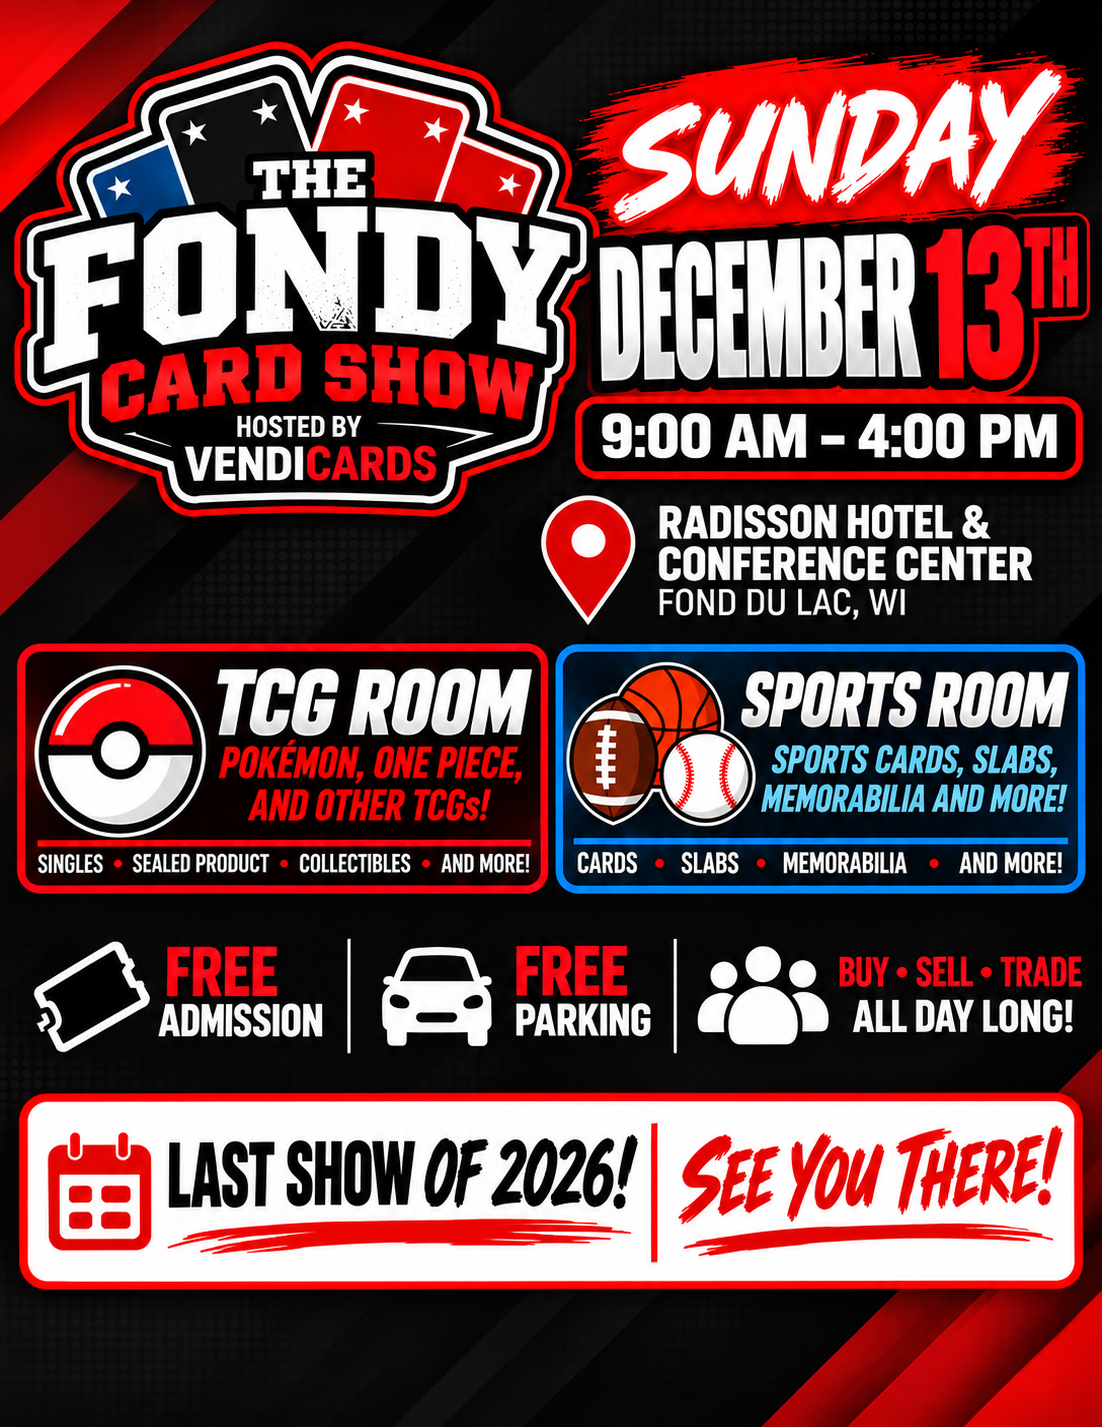 THE
FONDY
CARD SHOW
HOSTED BY
VENDICARDS
SUNDAY
DECEMBER 13TH
9:00 AM – 4:00 PM
RADISSON HOTEL &
CONFERENCE CENTER
FOND DU LAC, WI
TCG ROOM
POKÉMON, ONE PIECE,
AND OTHER TCGs!
SINGLES • SEALED PRODUCT • COLLECTIBLES • AND MORE!
SPORTS ROOM
SPORTS CARDS, SLABS,
MEMORABILIA AND MORE!
CARDS • SLABS • MEMORABILIA • AND MORE!
FREE
ADMISSION
FREE
PARKING
BUY • SELL • TRADE
ALL DAY LONG!
LAST SHOW OF 2026!
SEE YOU THERE!